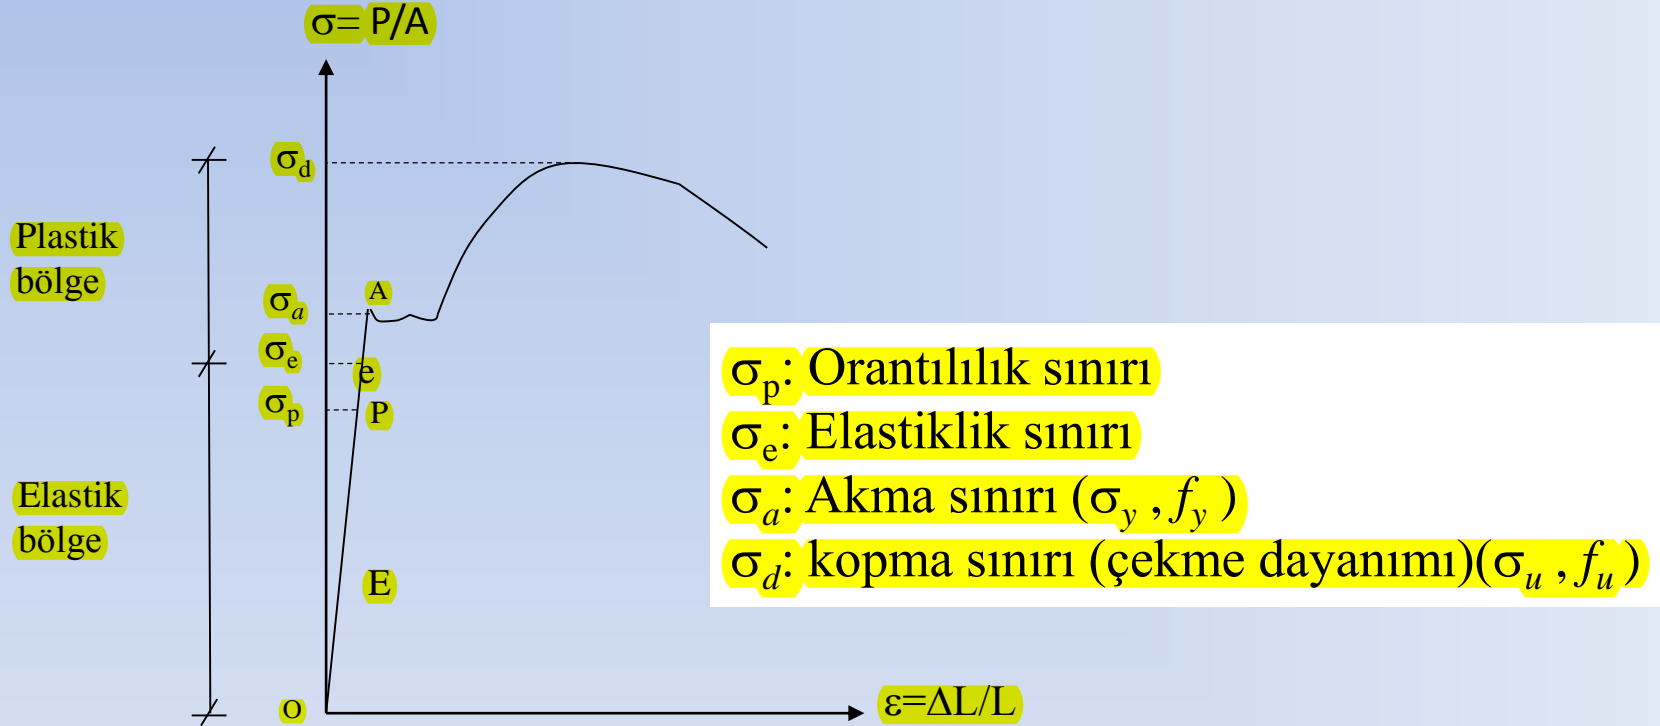 σ= P/A
σd
Plastik
bölge
σa
A
σe
e
σp
P
Elastik
bölge
E
O
ε=ΔL/L
σp: Orantılılık sınırı
σe: Elastiklik sınırı
σa: Akma sınırı (σy , fy )
σd: kopma sınırı (çekme dayanımı)(σu , fu )